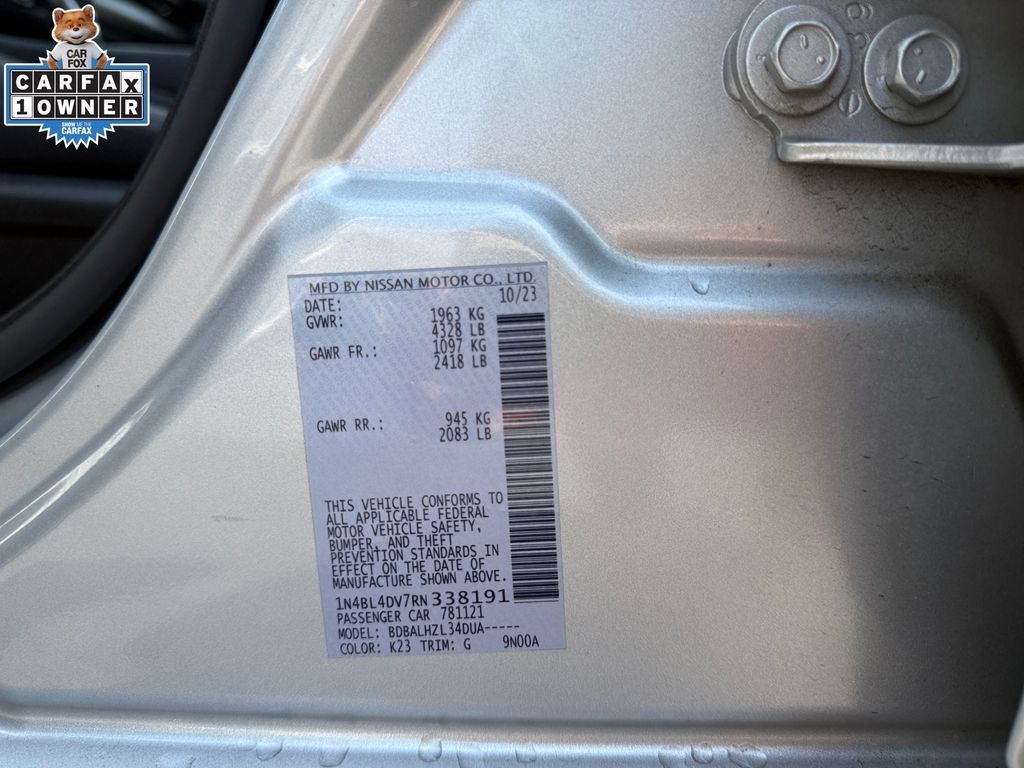 CAR
FOX
CARFAX
1 OWNER
SHOW ME THE
CARFAX
MFD BY NISSAN MOTOR CO., LTD.
DATE: 10/23
GVWR: 1963 KG
4328 LB
GAWR FR.: 1097 KG
2418 LB
GAWR RR.: 945 KG
2083 LB
THIS VEHICLE CONFORMS TO
ALL APPLICABLE FEDERAL
MOTOR VEHICLE SAFETY,
BUMPER, AND THEFT
PREVENTION STANDARDS IN
EFFECT ON THE DATE OF
MANUFACTURE SHOWN ABOVE.
1N4BL4DV7RN338191
PASSENGER CAR 781121
MODEL: BDBALHZL34DUA-----
COLOR: K23 TRIM: G 9N00A